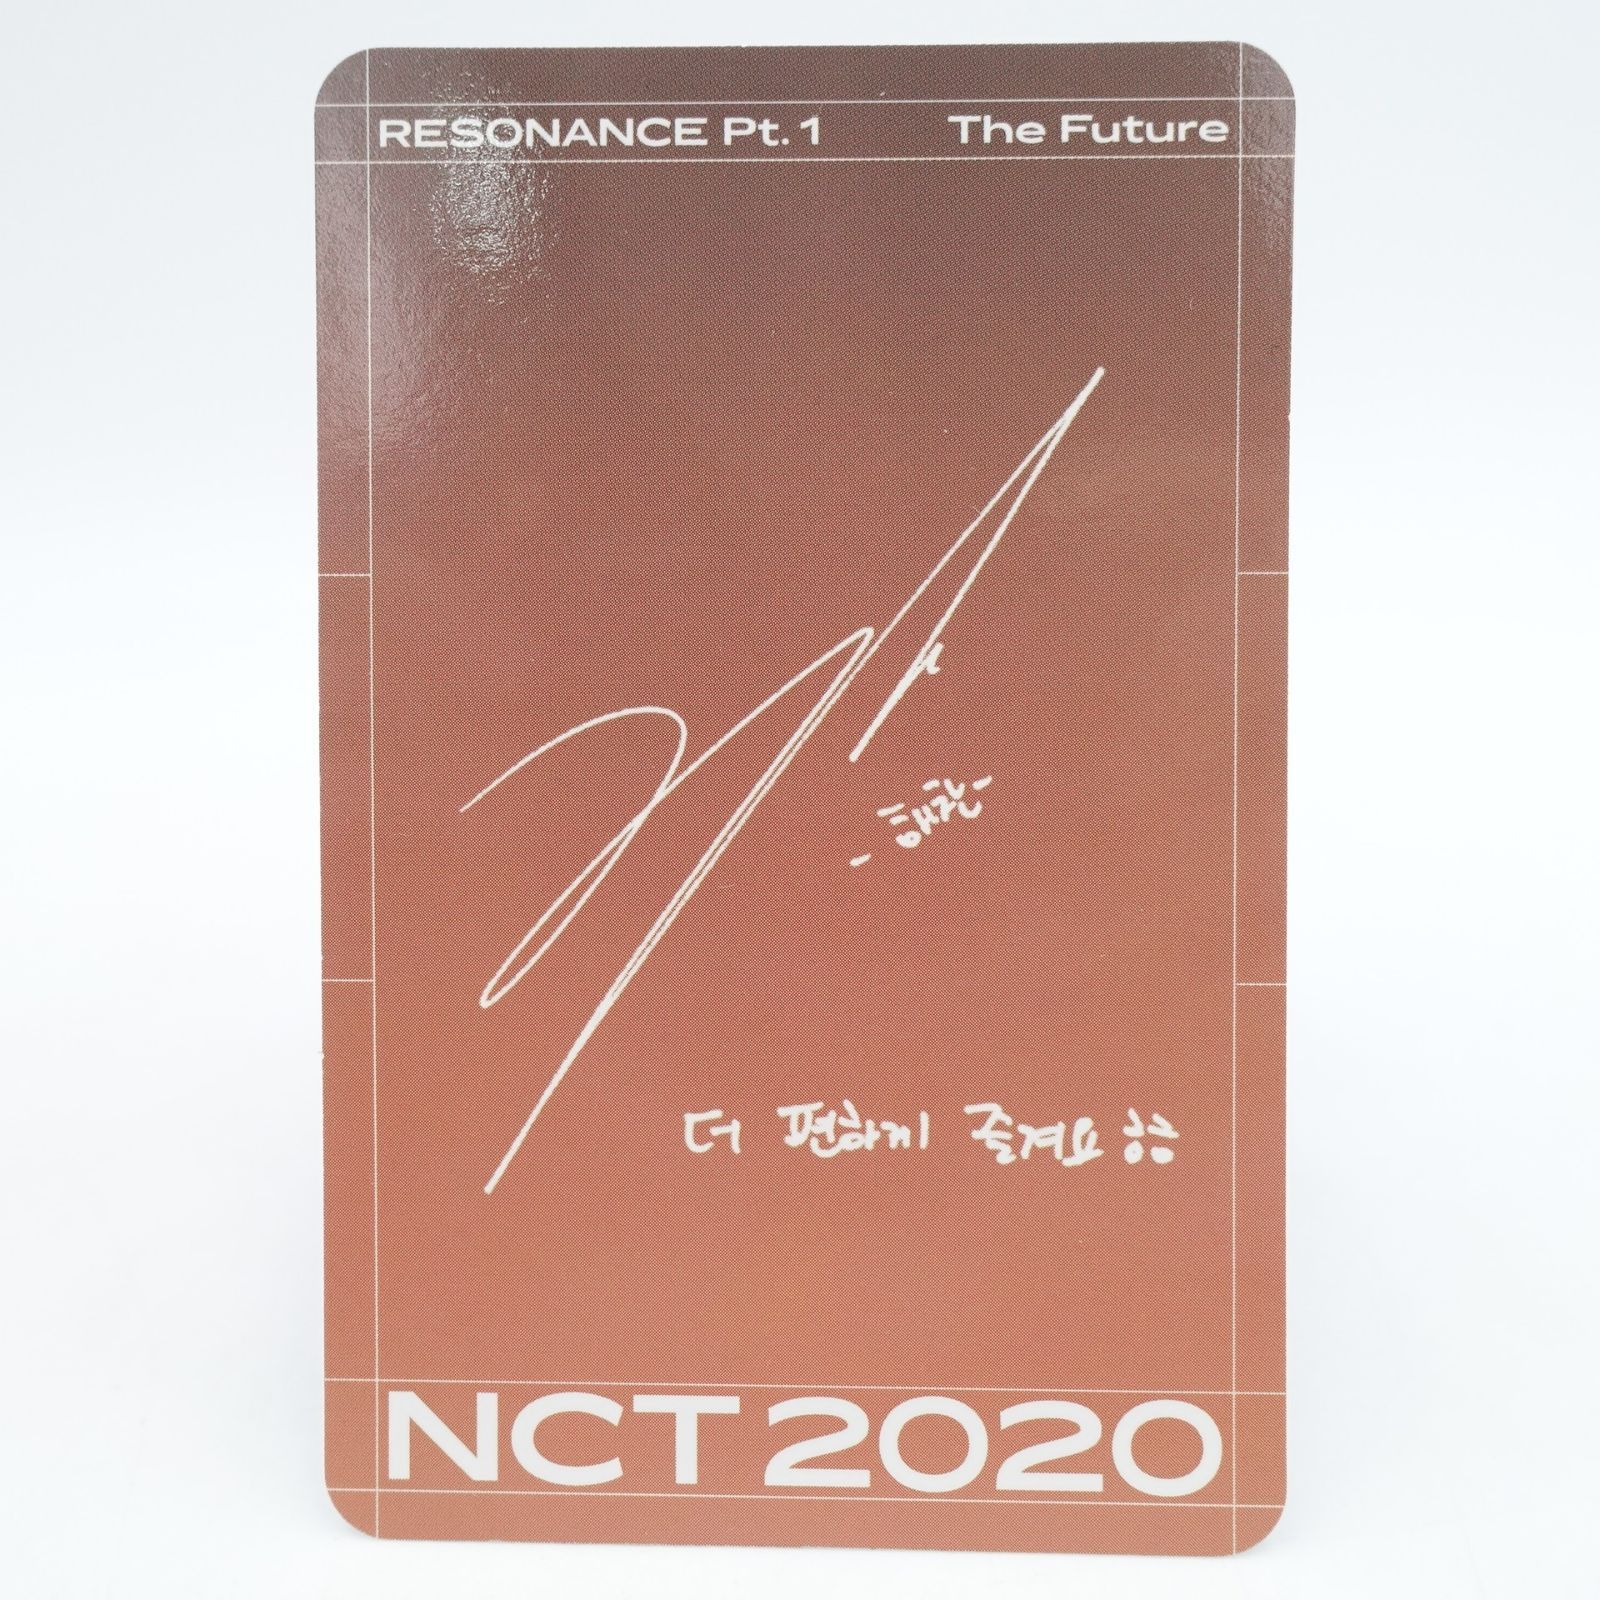 RESONANCE Pt. 1 The Future
- 해찬 -
더 편하게 즐겨요 ㅎㅎ
NCT 2020